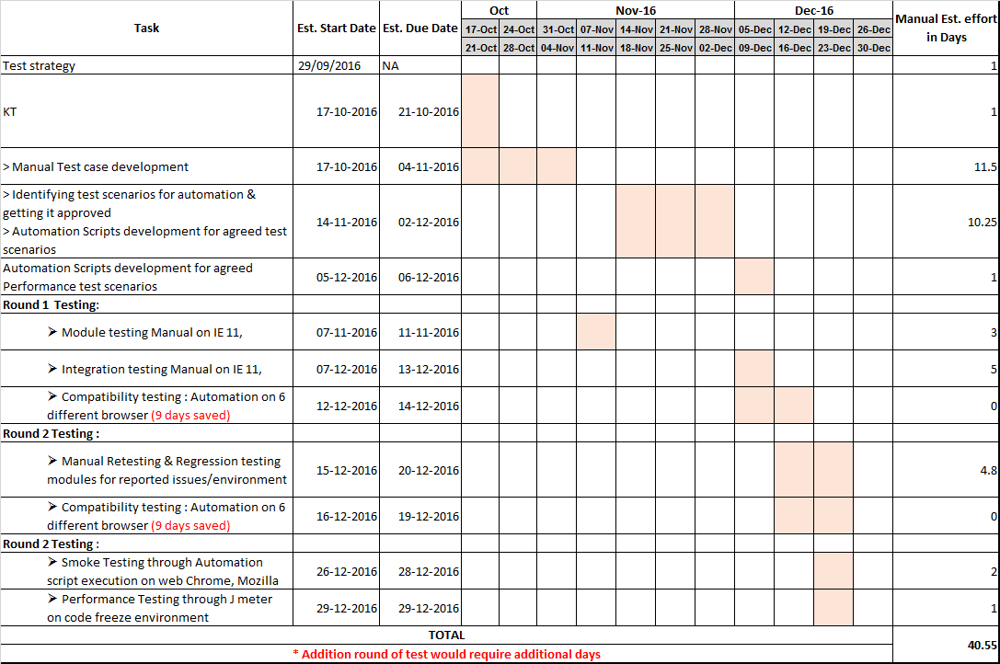 Task Est. Start Date Est. Due Date Oct Nov-16 Dec-16 Manual Est. effort
in Days
17-Oct 24-Oct 31-Oct 07-Nov 14-Nov 21-Nov 28-Nov 05-Dec 12-Dec 19-Dec 26-Dec
21-Oct 28-Oct 04-Nov 11-Nov 18-Nov 25-Nov 02-Dec 09-Dec 16-Dec 23-Dec 30-Dec
Test strategy 29/09/2016 NA 1
KT 17-10-2016 21-10-2016 1
> Manual Test case development 17-10-2016 04-11-2016 11.5
> Identifying test scenarios for automation &
getting it approved
> Automation Scripts development for agreed test
scenarios
14-11-2016 02-12-2016 10.25
Automation Scripts development for agreed
Performance test scenarios
05-12-2016 06-12-2016 1
Round 1 Testing:
➢ Module testing Manual on IE 11, 07-11-2016 11-11-2016 3
➢ Integration testing Manual on IE 11, 07-12-2016 13-12-2016 5
➢ Compatibility testing : Automation on 6
different browser (9 days saved)
12-12-2016 14-12-2016 0
Round 2 Testing :
➢ Manual Retesting & Regression testing
modules for reported issues/environment
15-12-2016 20-12-2016 4.8
➢ Compatibility testing : Automation on 6
different browser (9 days saved)
16-12-2016 19-12-2016 0
Round 2 Testing :
➢ Smoke Testing through Automation
script execution on web Chrome, Mozilla
26-12-2016 28-12-2016 2
➢ Performance Testing through J meter
on code freeze environment
29-12-2016 29-12-2016 1
TOTAL 40.55
* Addition round of test would require additional days